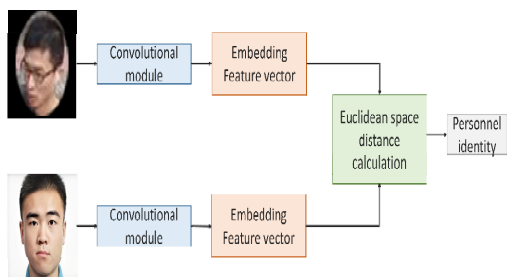 Convolutional
module
Embedding
Feature vector
Euclidean space
distance
calculation
Personnel
identity
Convolutional
module
Embedding
Feature vector